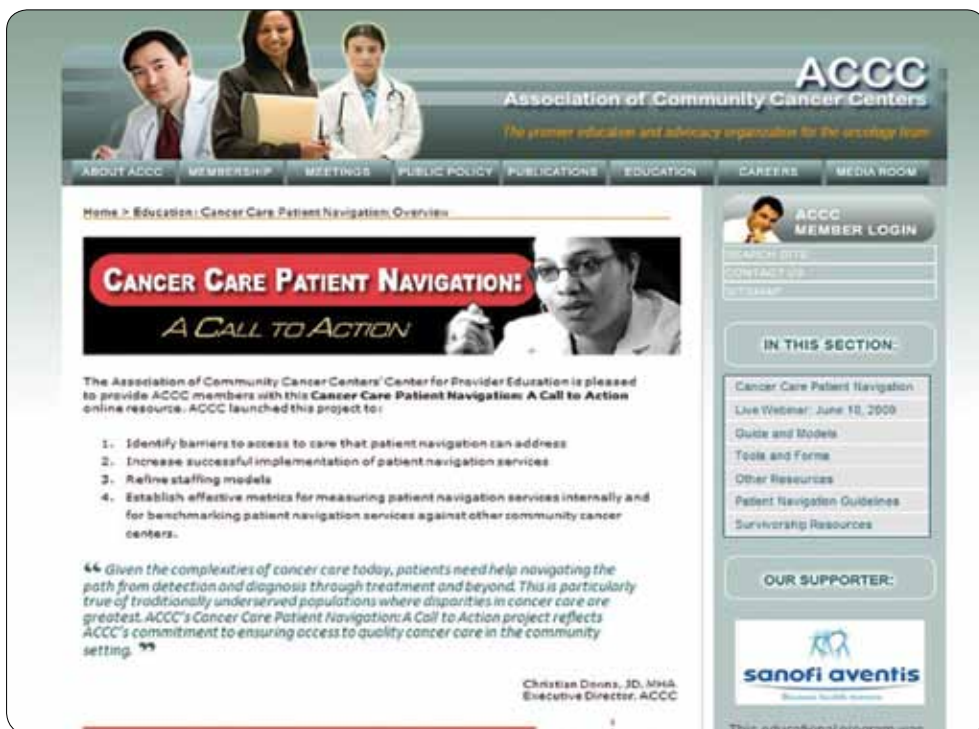 ACCC
Association of Community Cancer Centers
The premier education and advocacy organization for the oncology team
ABOUT ACCC MEMBERSHIP MEETINGS PUBLIC POLICY PUBLICATIONS EDUCATION CAREERS MEDIA ROOM
Home > Education: Cancer Care Patient Navigation: Overview
CANCER CARE PATIENT NAVIGATION:
A CALL TO ACTION
The Association of Community Cancer Centers' Center for Provider Education is pleased
to provide ACCC members with this Cancer Care Patient Navigation: A Call to Action
online resource. ACCC launched this project to:
1. Identify barriers to access to care that patient navigation can address
2. Increase successful implementation of patient navigation services
3. Refine staffing models
4. Establish effective metrics for measuring patient navigation services internally and
for benchmarking patient navigation services against other community cancer
centers.
“ Given the complexities of cancer care today, patients need help navigating the
path from detection and diagnosis through treatment and beyond. This is particularly
true of traditionally underserved populations where disparities in cancer care are
greatest. ACCC's Cancer Care Patient Navigation: A Call to Action project reflects
ACCC's commitment to ensuring access to quality cancer care in the community
setting. ”
Christian Downs, JD, MHA
Executive Director, ACCC
ACCC
MEMBER LOGIN
SEARCH SITE
CONTACT US
SITEMAP
IN THIS SECTION:
Cancer Care Patient Navigation
Live Webinar: June 10, 2009
Guide and Models
Tools and Forms
Other Resources
Patient Navigation Guidelines
Survivorship Resources
OUR SUPPORTER:
sanofi aventis
Because health matters
This educational program was